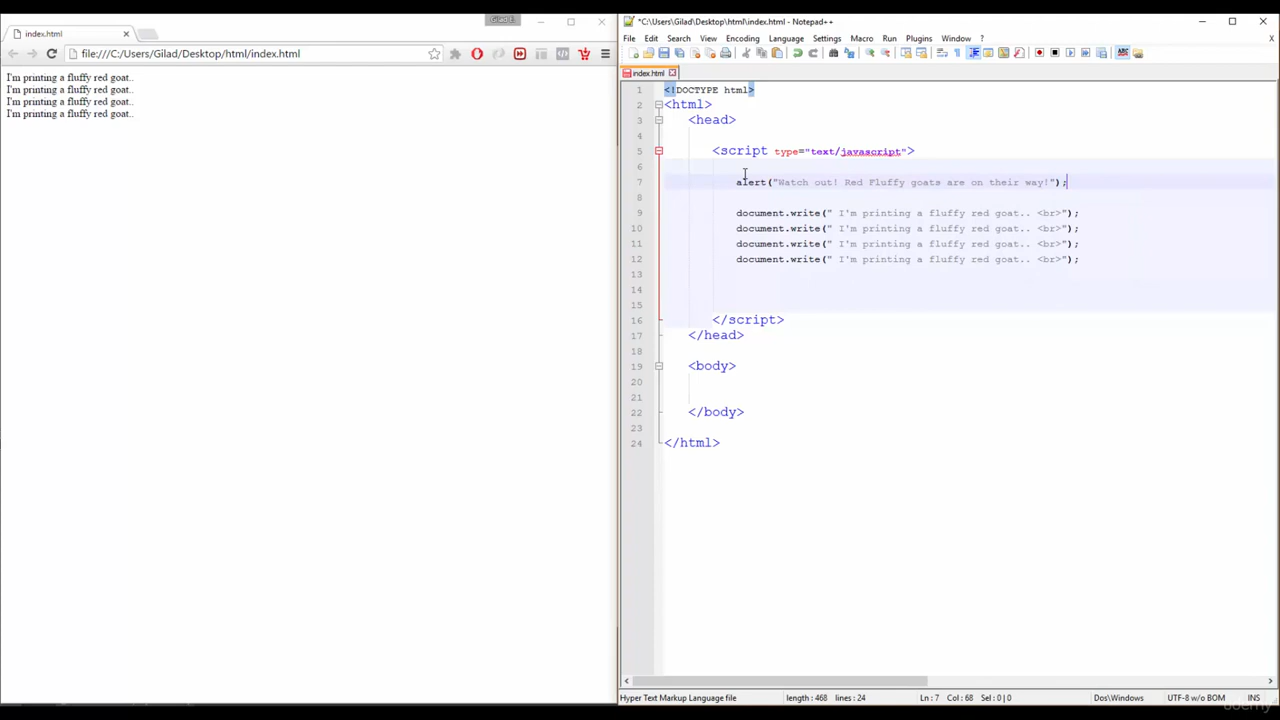 Gilad E
index.html
file:///C:/Users/Gilad/Desktop/html/index.html
I'm printing a fluffy red goat..
I'm printing a fluffy red goat..
I'm printing a fluffy red goat..
I'm printing a fluffy red goat..
*C:\Users\Gilad\Desktop\html\index.html - Notepad++
File Edit Search View Encoding Language Settings Macro Run Plugins Window ? X
ABC
index.html
1 <!DOCTYPE html>
2 <html>
3 <head>
4
5 <script type="text/javascript">
6
7 alert("Watch out! Red Fluffy goats are on their way!");
8
9 document.write(" I'm printing a fluffy red goat.. <br>");
10 document.write(" I'm printing a fluffy red goat.. <br>");
11 document.write(" I'm printing a fluffy red goat.. <br>");
12 document.write(" I'm printing a fluffy red goat.. <br>");
13
14
15
16 </script>
17 </head>
18
19 <body>
20
21
22 </body>
23
24 </html>
Hyper Text Markup Language file length : 468 lines : 24 Ln : 7 Col : 68 Sel : 0 | 0 Dos\Windows UTF-8 w/o BOM INS
udemy